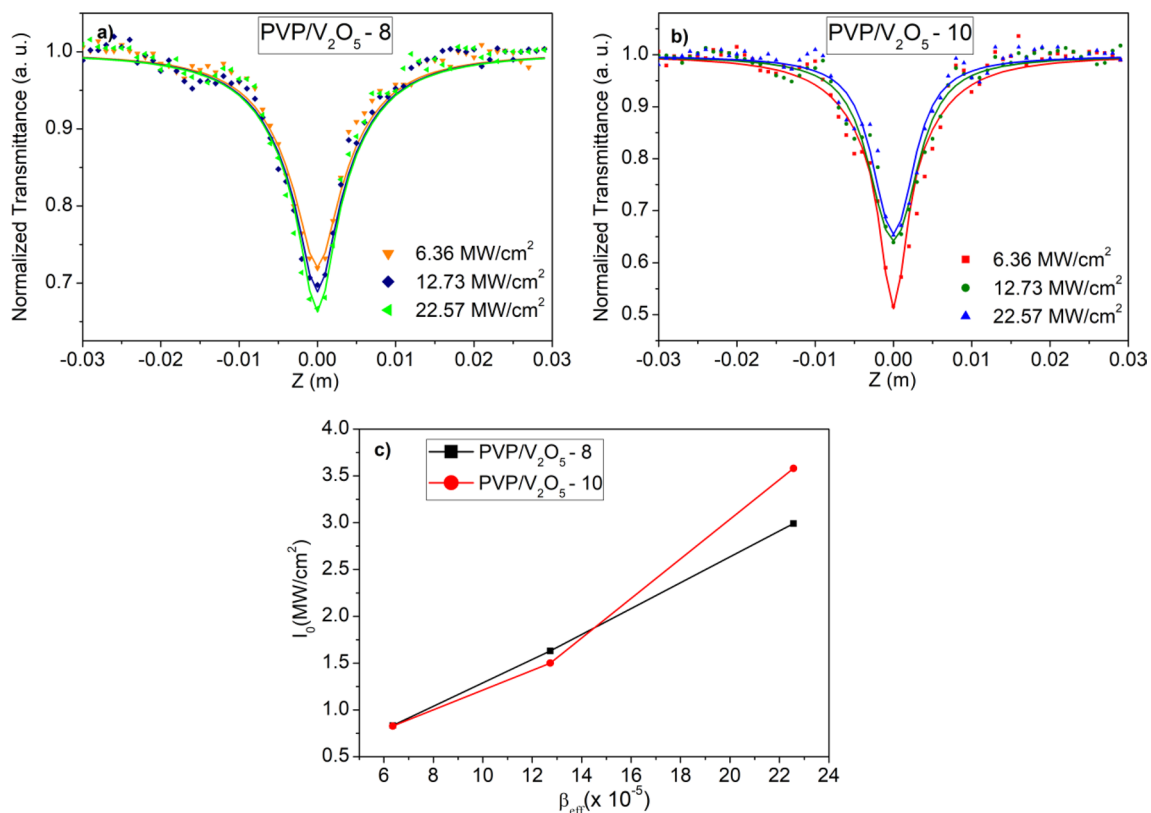 a)
PVP/V₂O₅ - 8
Normalized Transmittance (a. u.)
1.0
0.9
0.8
0.7
6.36 MW/cm²
12.73 MW/cm²
22.57 MW/cm²
-0.03 -0.02 -0.01 0.00 0.01 0.02 0.03
Z (m)
b)
PVP/V₂O₅ - 10
Normalized Transmittance (a. u.)
1.0
0.9
0.8
0.7
0.6
0.5
6.36 MW/cm²
12.73 MW/cm²
22.57 MW/cm²
-0.03 -0.02 -0.01 0.00 0.01 0.02 0.03
Z (m)
c)
PVP/V₂O₅ - 8
PVP/V₂O₅ - 10
I₀(MW/cm²)
4.0
3.5
3.0
2.5
2.0
1.5
1.0
0.5
6 8 10 12 14 16 18 20 22 24
β_eff(x 10⁻⁵)